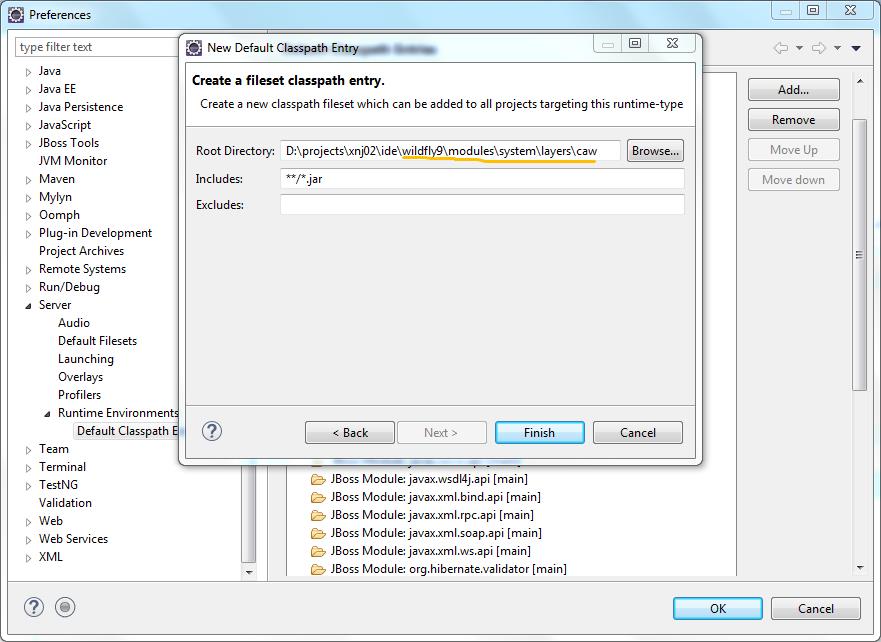 Preferences
type filter text
Java
Java EE
Java Persistence
JavaScript
JBoss Tools
JVM Monitor
Maven
Mylyn
Oomph
Plug-in Development
Project Archives
Remote Systems
Run/Debug
Server
Audio
Default Filesets
Launching
Overlays
Profilers
Runtime Environments
Default Classpath E
Team
Terminal
TestNG
Validation
Web
Web Services
XML
New Default Classpath Entry
Create a fileset classpath entry.
Create a new classpath fileset which can be added to all projects targeting this runtime-type
Root Directory: D:\projects\xnj02\ide\wildfly9\modules\system\layers\caw Browse...
Includes: **/*.jar
Excludes:
< Back Next > Finish Cancel
Add...
Remove
Move Up
Move down
JBoss Module: javax.wsdl4j.api [main]
JBoss Module: javax.xml.bind.api [main]
JBoss Module: javax.xml.rpc.api [main]
JBoss Module: javax.xml.soap.api [main]
JBoss Module: javax.xml.ws.api [main]
JBoss Module: org.hibernate.validator [main]
OK Cancel